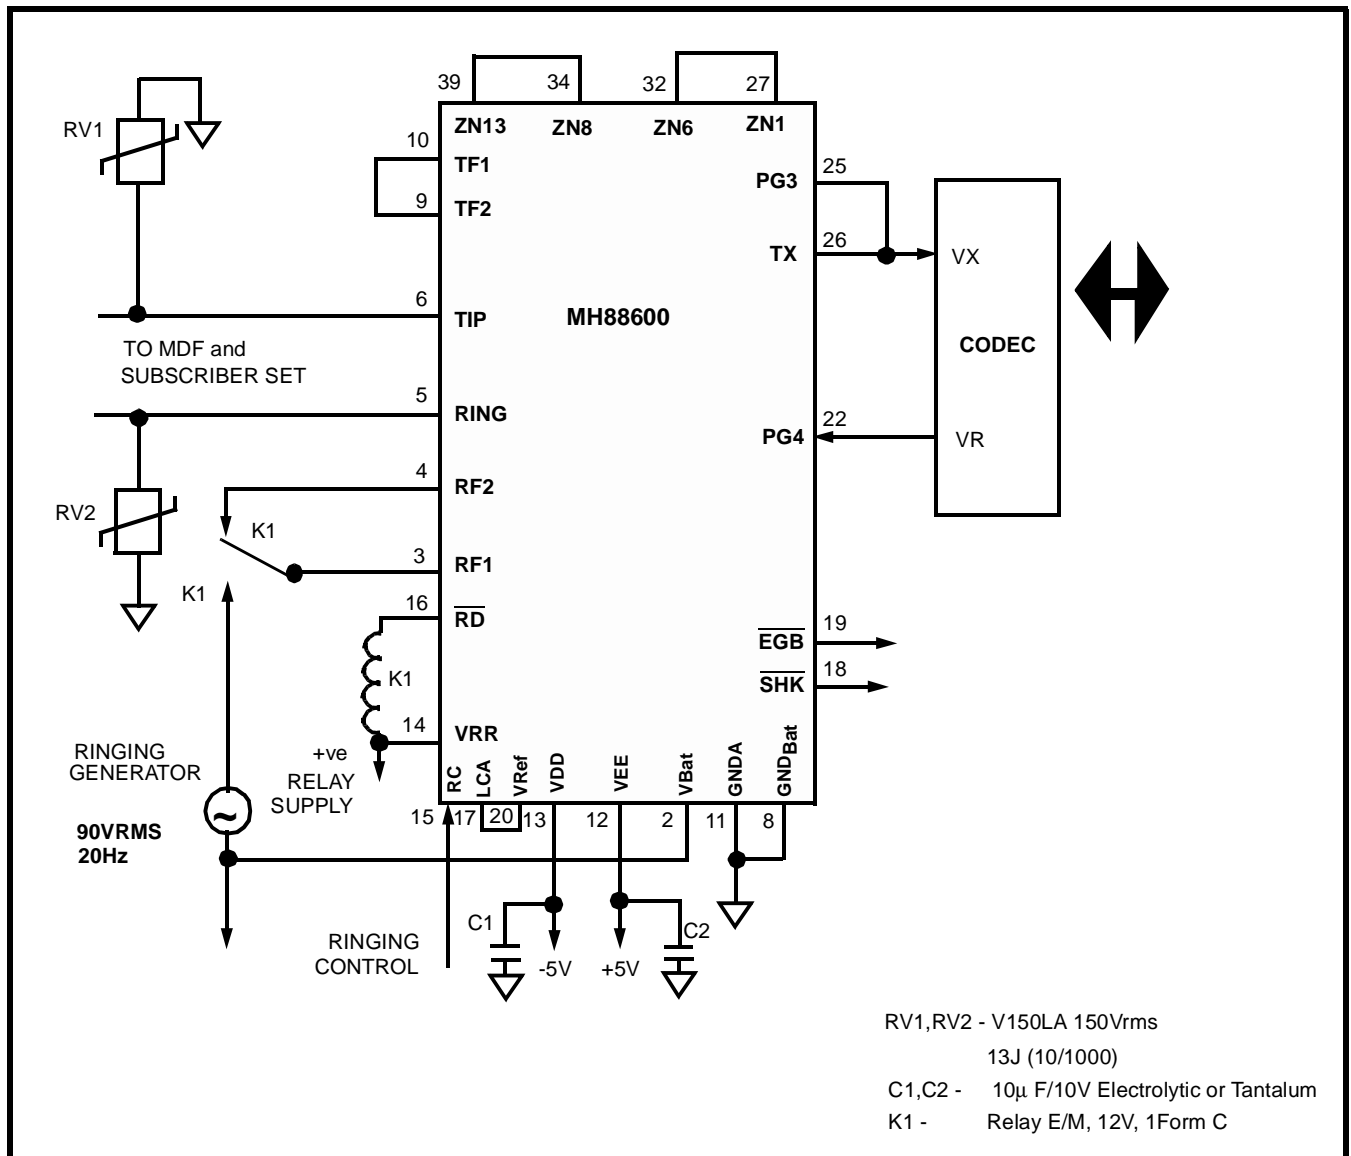 39 34 32 27
ZN13 ZN8 ZN6 ZN1
RV1
10 TF1
9 TF2
PG3 25
TX 26
VX
6 TIP
MH88600
CODEC
TO MDF and
SUBSCRIBER SET
5 RING
PG4 22
VR
4 RF2
RV2
K1
3 RF1
K1
16 RD
EGB 19
K1
SHK 18
14 VRR
+ve
RELAY
SUPPLY
RINGING
GENERATOR
~
90VRMS
20Hz
RC LCA VRef VDD VEE VBat GNDA GNDBat
15 17 20 13 12 2 11 8
C1 C2
RINGING
CONTROL
-5V +5V
RV1,RV2 - V150LA 150Vrms
13J (10/1000)
C1,C2 - 10μ F/10V Electrolytic or Tantalum
K1 - Relay E/M, 12V, 1Form C